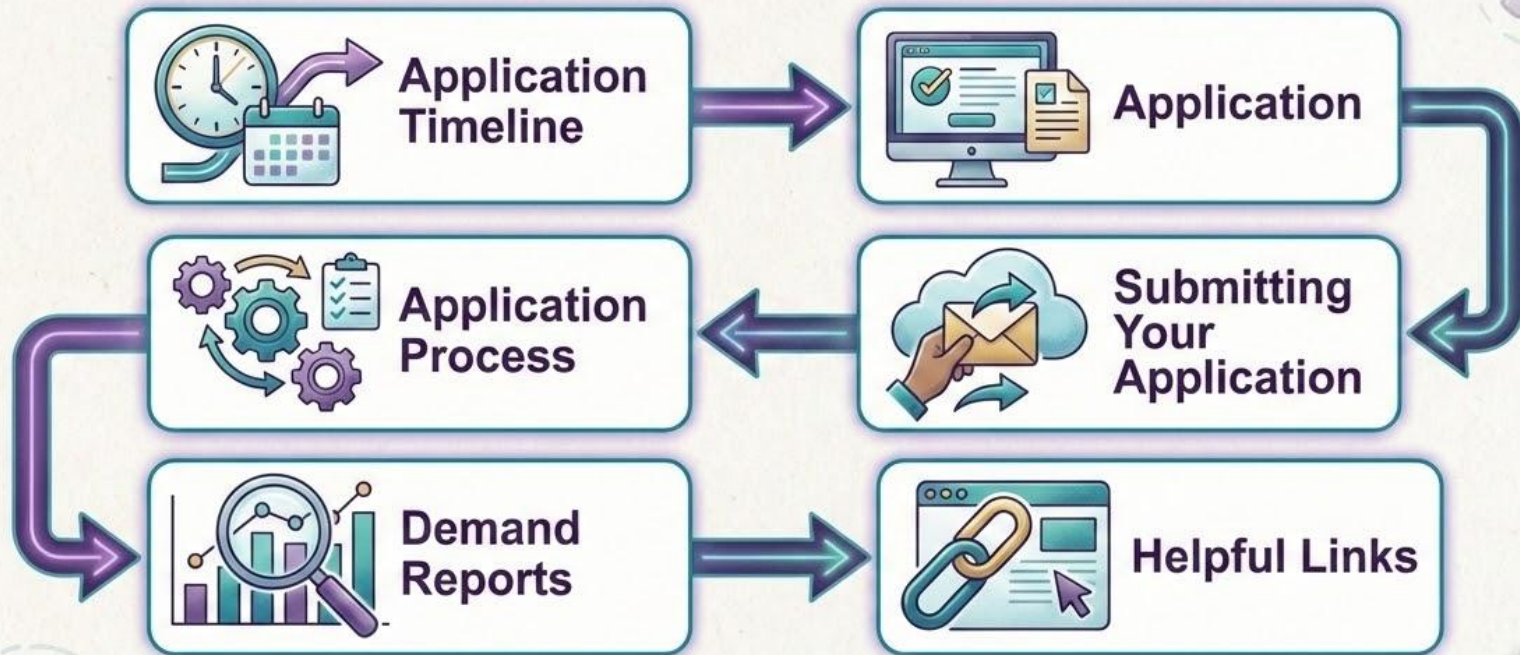 Application
Timeline
Application
Submitting
Your
Application
Application
Process
Demand
Reports
Helpful Links